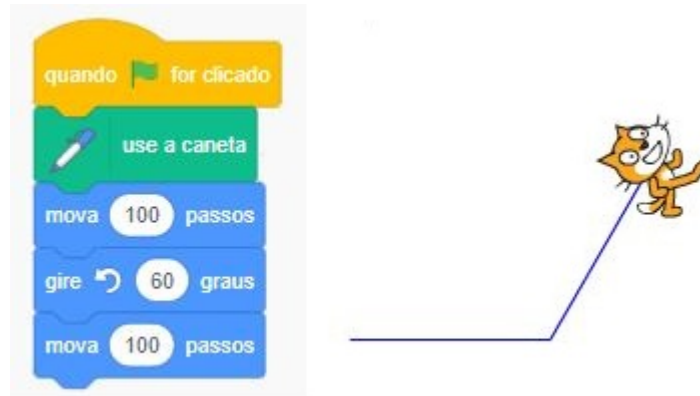 quando for clicado
use a caneta
mova 100 passos
gire 60 graus
mova 100 passos